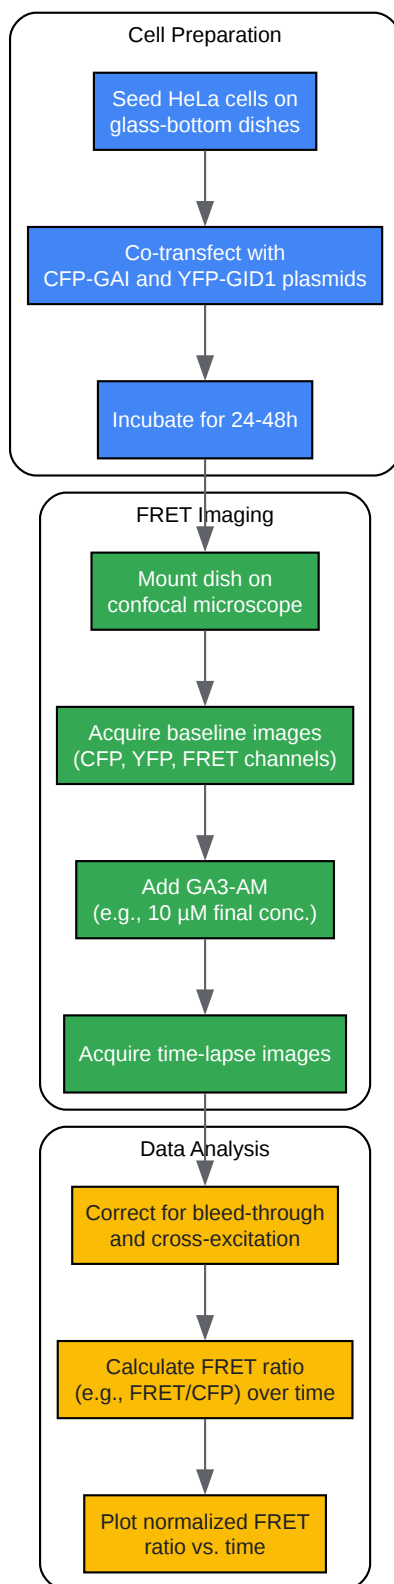 Cell Preparation
Seed HeLa cells on
glass-bottom dishes
Co-transfect with
CFP-GAI and YFP-GID1 plasmids
Incubate for 24-48h
FRET Imaging
Mount dish on
confocal microscope
Acquire baseline images
(CFP, YFP, FRET channels)
Add GA3-AM
(e.g., 10 µM final conc.)
Acquire time-lapse images
Data Analysis
Correct for bleed-through
and cross-excitation
Calculate FRET ratio
(e.g., FRET/CFP) over time
Plot normalized FRET
ratio vs. time